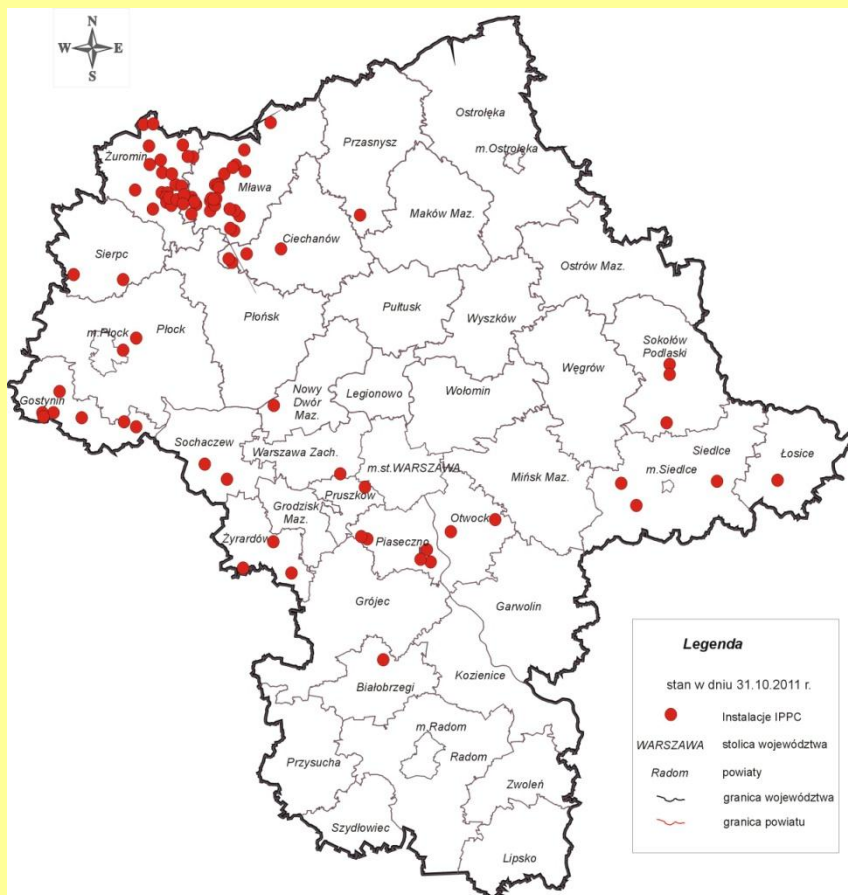 N
W E
S
Ostrołęka
Przasnysz
m.Ostrołęka
Żuromin
Mława
Maków Maz.
Ciechanów
Sierpc
Ostrów Maz.
Pułtusk
Płońsk
Wyszków
m.Płock
Płock
Sokołów
Podlaski
Węgrów
Nowy
Dwór
Maz.
Legionowo
Wołomin
Gostynin
Sochaczew
Warszawa Zach.
m.st.WARSZAWA
Siedlce
Łosice
m.Siedlce
Mińsk Maz.
Pruszków
Grodzisk
Maz.
Otwock
Żyrardów
Piaseczno
Grójec
Garwolin
Kozienice
Białobrzegi
m.Radom
Radom
Przysucha
Zwoleń
Szydłowiec
Lipsko
Legenda
stan w dniu 31.10.2011 r.
Instalacje IPPC
WARSZAWA stolica województwa
Radom powiaty
granica województwa
granica powiatu